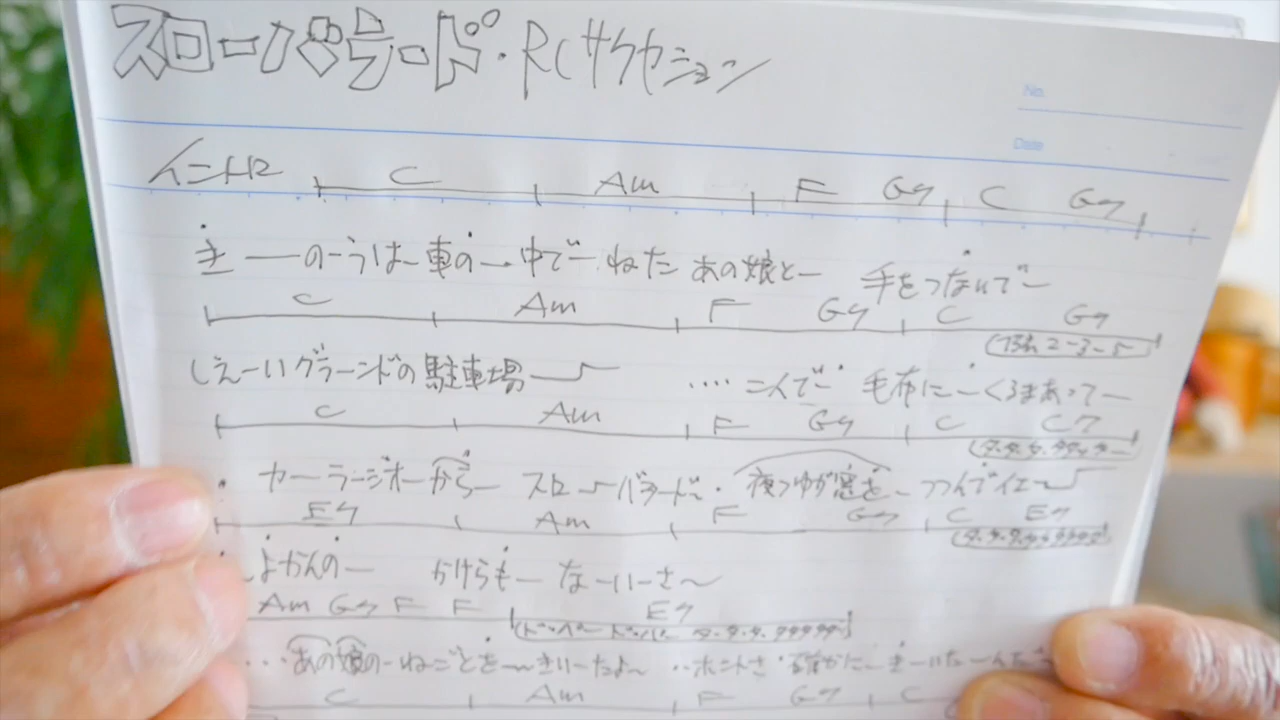 スローバラード・RCサクセション
No.
Date
イントロ C Am F G7 C G7
き——のーうはー車のー中でーねた あの娘とー 手をつないでー
C Am F G7 C G7
しえーいグラーンドの駐車場 ‥‥二人でー 毛布にーくるまあってー
C Am F G7 C C7
(タ・タ・タ・
カーラージオーからー スローバラード〜・夜つゆが窓をーつつんでイエー
E7 Am F G7 C E7
よかんのー かけらもー なーいーさ〜
Am G7 F F E7
・・・あの娘のーねごとを〜きいーたよ〜 ‥ホントさ・確かにーきーいたーんだ
C Am F G7 C